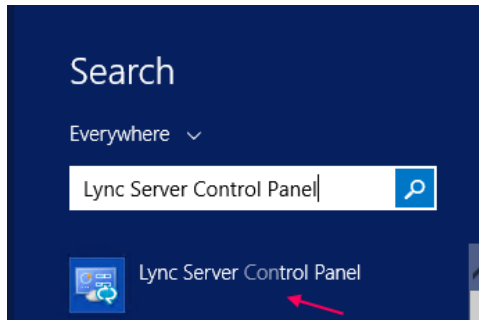 Search
Everywhere
Lync Server Control Panel
Lync Server Control Panel